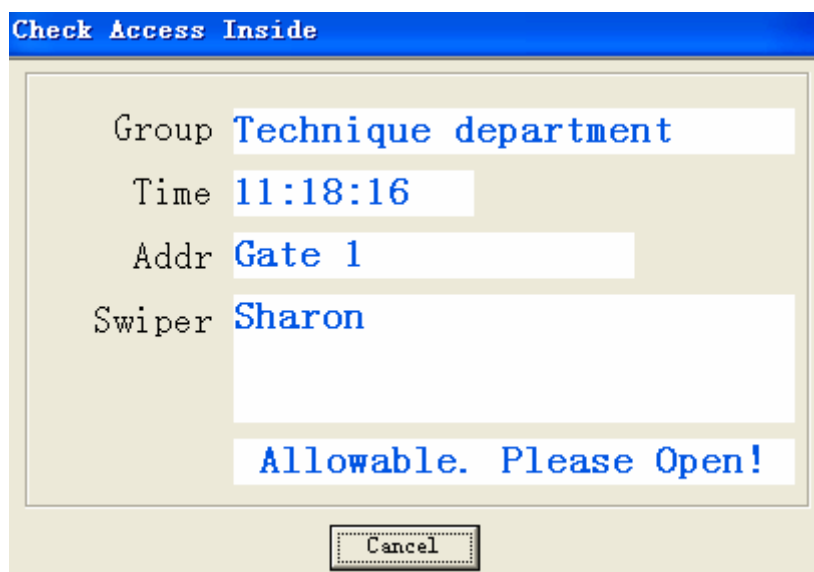 Check Access Inside
Group Technique department
Time 11:18:16
Addr Gate 1
Swiper Sharon
Allowable. Please Open!
Cancel